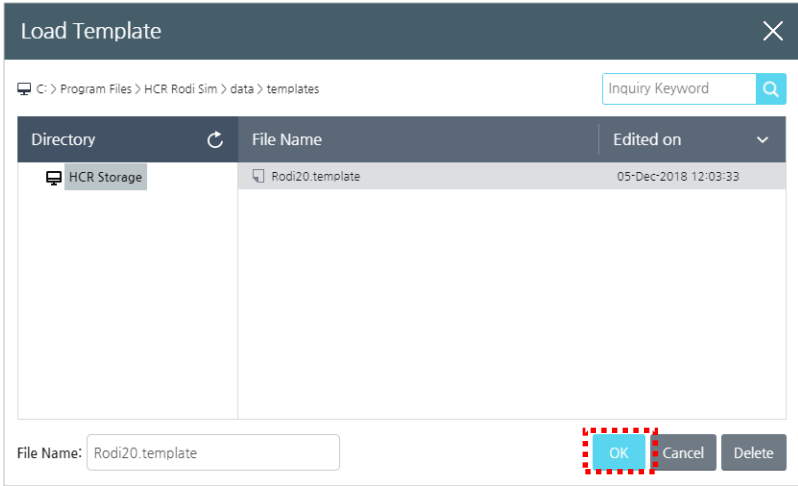 Load Template
C: > Program Files > HCR Rodi Sim > data > templates
Inquiry Keyword
Directory
File Name
Edited on
HCR Storage
Rodi20.template
05-Dec-2018 12:03:33
File Name:
Rodi20.template
OK
Cancel
Delete